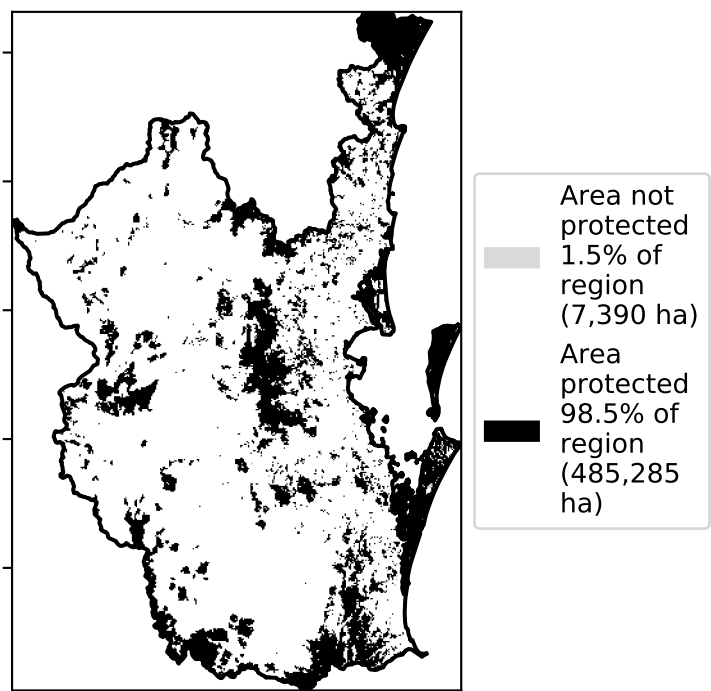 Area not
protected
1.5% of
region
(7,390 ha)
Area
protected
98.5% of
region
(485,285
ha)